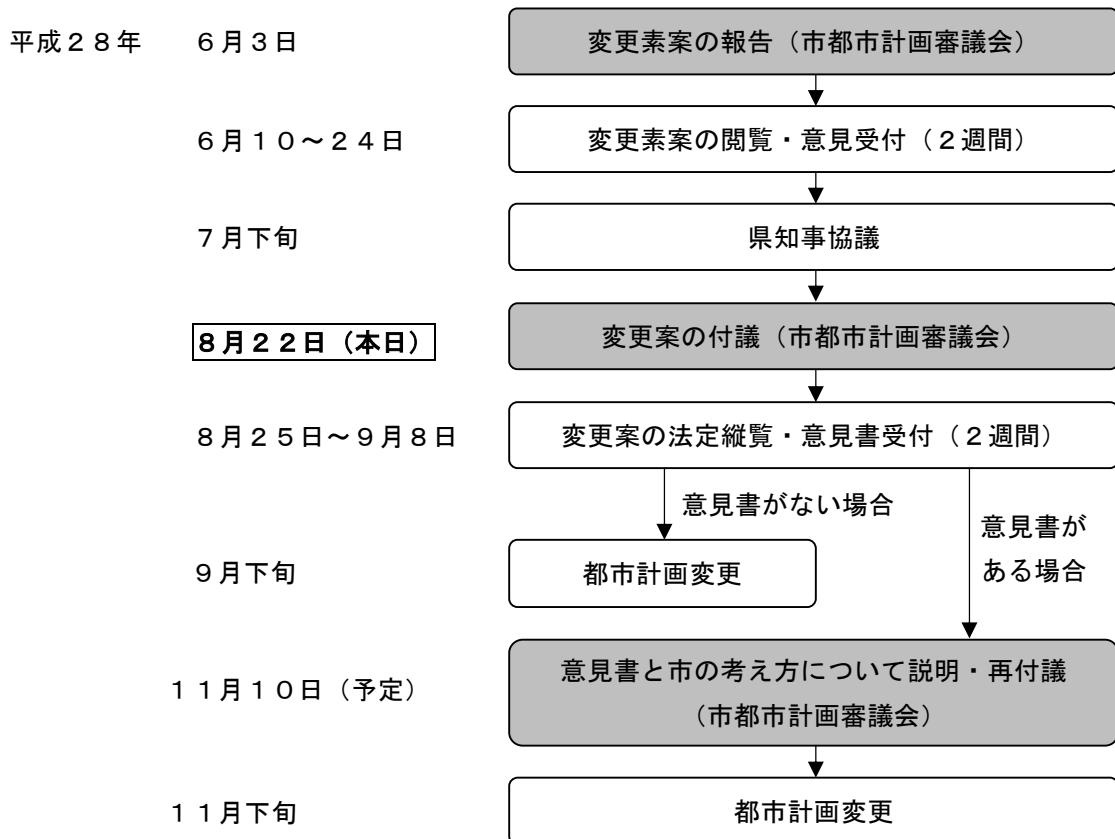 平成２８年　６月３日　変更素案の報告（市都市計画審議会）
６月１０～２４日　変更素案の閲覧・意見受付（２週間）
７月下旬　県知事協議
８月２２日（本日）　変更案の付議（市都市計画審議会）
８月２５日～９月８日　変更案の法定縦覧・意見書受付（２週間）
意見書がない場合
意見書が
ある場合
９月下旬　都市計画変更
１１月１０日（予定）　意見書と市の考え方について説明・再付議
（市都市計画審議会）
１１月下旬　都市計画変更